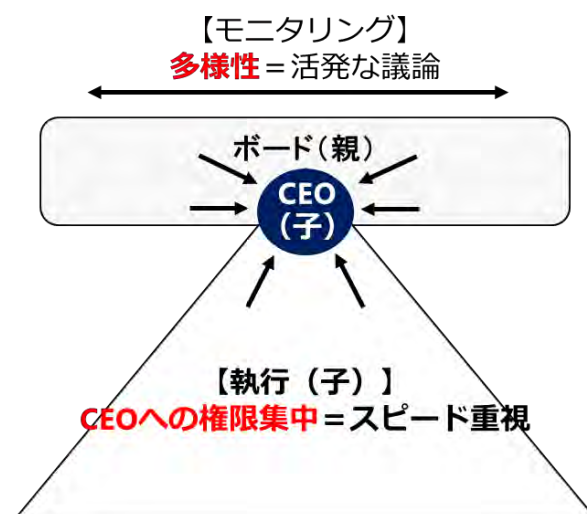 【モニタリング】
多様性＝活発な議論
ボード（親）
CEO
（子）
【執行（子）】
CEOへの権限集中＝スピード重視